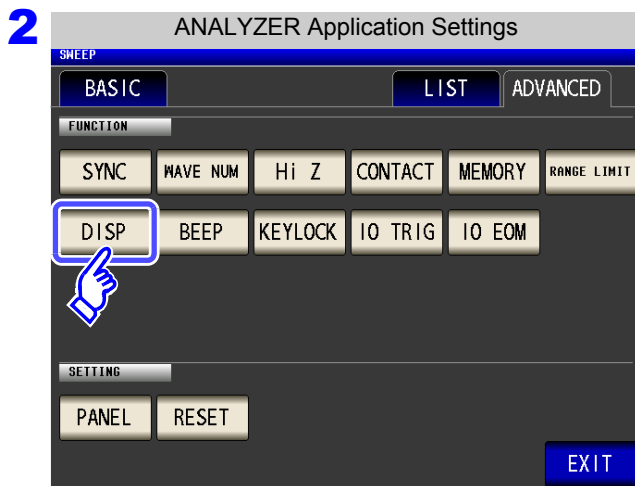 2
ANALYZER Application Settings
SWEEP
BASIC LIST ADVANCED
FUNCTION
SYNC WAVE NUM Hi Z CONTACT MEMORY RANGE LIMIT
DISP BEEP KEYLOCK IO TRIG IO EOM
SETTING
PANEL RESET
EXIT